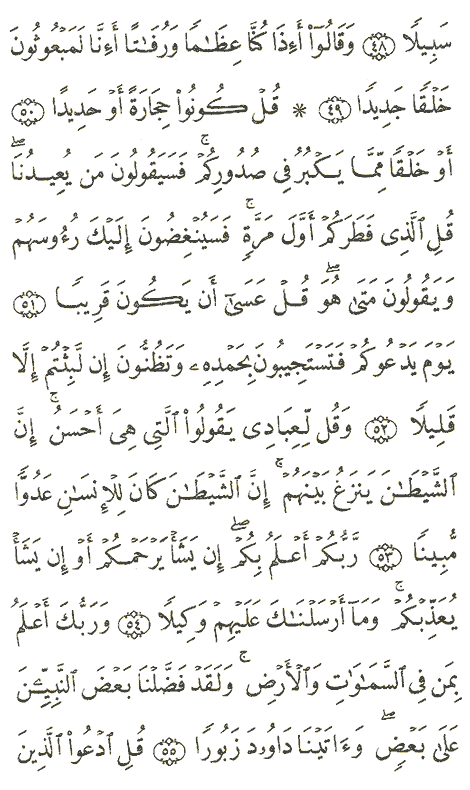 سَبِيلٗا ٤٨ وَقَالُوٓاْ أَءِذَا كُنَّا عِظَٰمٗا وَرُفَٰتًا أَءِنَّا لَمَبۡعُوثُونَ
خَلۡقٗا جَدِيدٗا ٤٩ * قُلۡ كُونُواْ حِجَارَةً أَوۡ حَدِيدًا ٥٠
أَوۡ خَلۡقٗا مِّمَّا يَكۡبُرُ فِي صُدُورِكُمۡۚ فَسَيَقُولُونَ مَن يُعِيدُنَاۖ
قُلِ ٱلَّذِي فَطَرَكُمۡ أَوَّلَ مَرَّةٖۚ فَسَيُنۡغِضُونَ إِلَيۡكَ رُءُوسَهُمۡ
وَيَقُولُونَ مَتَىٰ هُوَۖ قُلۡ عَسَىٰٓ أَن يَكُونَ قَرِيبٗا ٥١
يَوۡمَ يَدۡعُوكُمۡ فَتَسۡتَجِيبُونَ بِحَمۡدِهِۦ وَتَظُنُّونَ إِن لَّبِثۡتُمۡ إِلَّا
قَلِيلٗا ٥٢ وَقُل لِّعِبَادِي يَقُولُواْ ٱلَّتِي هِيَ أَحۡسَنُۚ إِنَّ
ٱلشَّيۡطَٰنَ يَنزَغُ بَيۡنَهُمۡۚ إِنَّ ٱلشَّيۡطَٰنَ كَانَ لِلۡإِنسَٰنِ عَدُوّٗا
مُّبِينٗا ٥٣ رَّبُّكُمۡ أَعۡلَمُ بِكُمۡۖ إِن يَشَأۡ يَرۡحَمۡكُمۡ أَوۡ إِن يَشَأۡ
يُعَذِّبۡكُمۡۚ وَمَآ أَرۡسَلۡنَٰكَ عَلَيۡهِمۡ وَكِيلٗا ٥٤ وَرَبُّكَ أَعۡلَمُ
بِمَن فِي ٱلسَّمَٰوَٰتِ وَٱلۡأَرۡضِۗ وَلَقَدۡ فَضَّلۡنَا بَعۡضَ ٱلنَّبِيِّـۧنَ
عَلَىٰ بَعۡضٖۖ وَءَاتَيۡنَا دَاوُۥدَ زَبُورٗا ٥٥ قُلِ ٱدۡعُواْ ٱلَّذِينَ